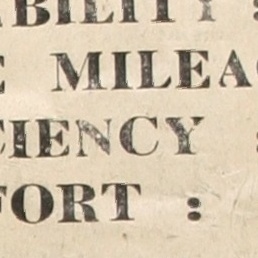 ABILITY :
E MILEA
CIENCY :
FORT :